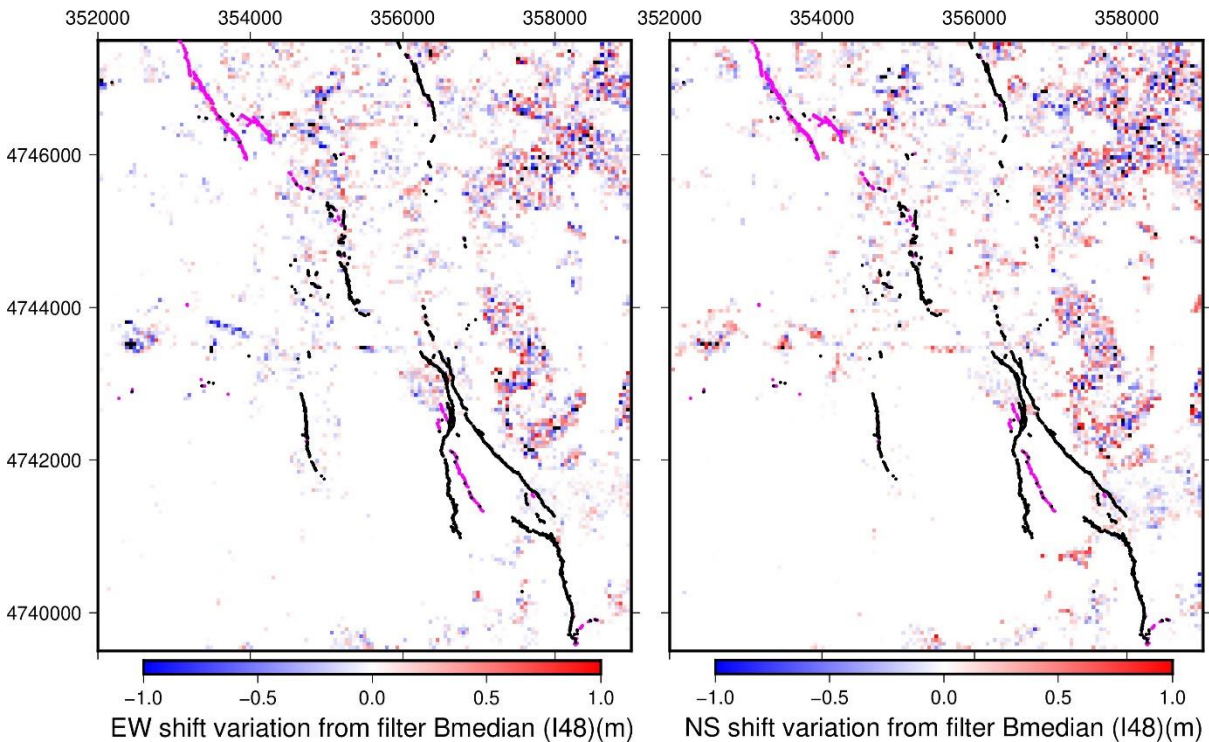 352000 354000 356000 358000 352000 354000 356000 358000
4746000
4744000
4742000
4740000
−1.0 −0.5 0.0 0.5 1.0 −1.0 −0.5 0.0 0.5 1.0
EW shift variation from filter Bmedian (I48)(m) NS shift variation from filter Bmedian (I48)(m)